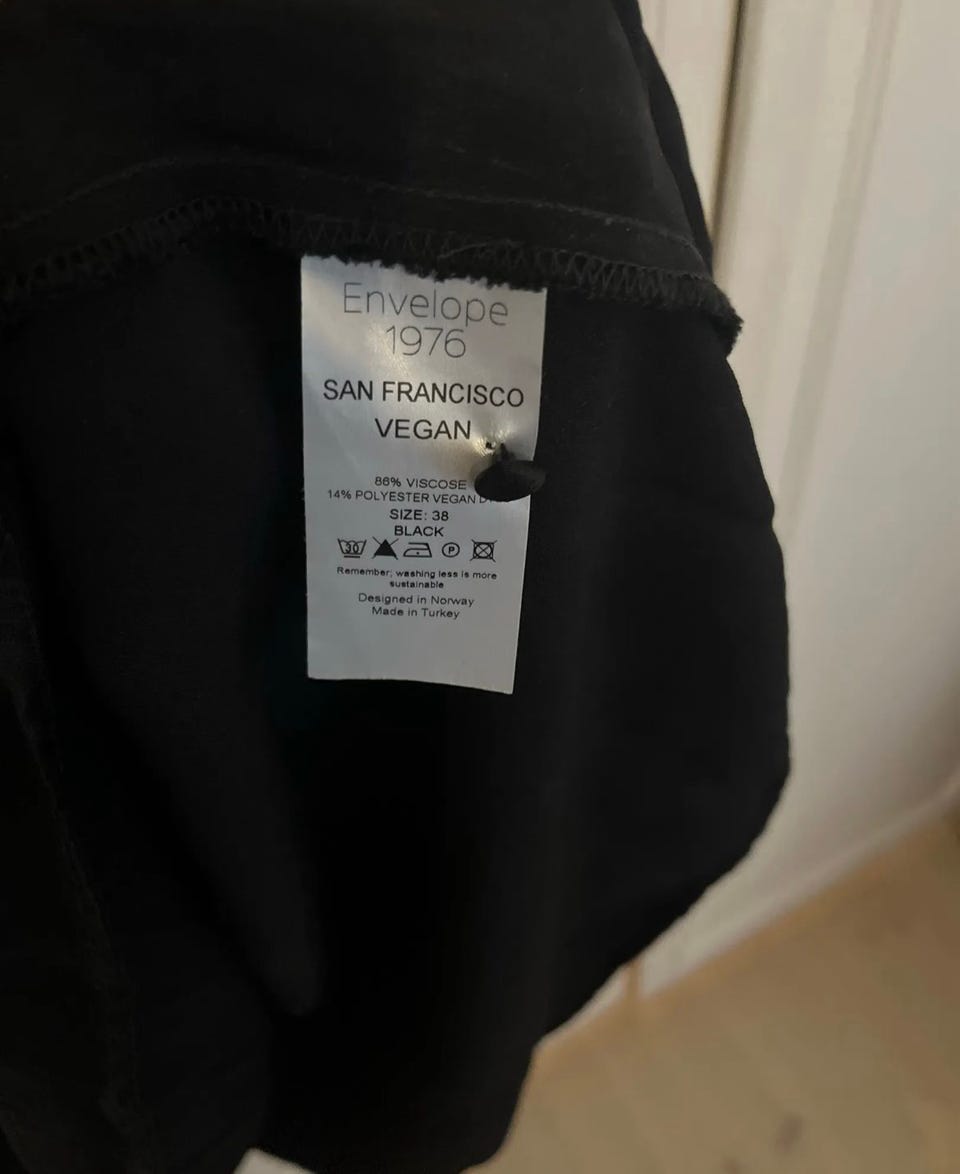 Envelope
1976
SAN FRANCISCO
VEGAN
86% VISCOSE
14% POLYESTER VEGAN
SIZE: 38
BLACK
30 P
Remember; washing less is more
sustainable
Designed in Norway
Made in Turkey